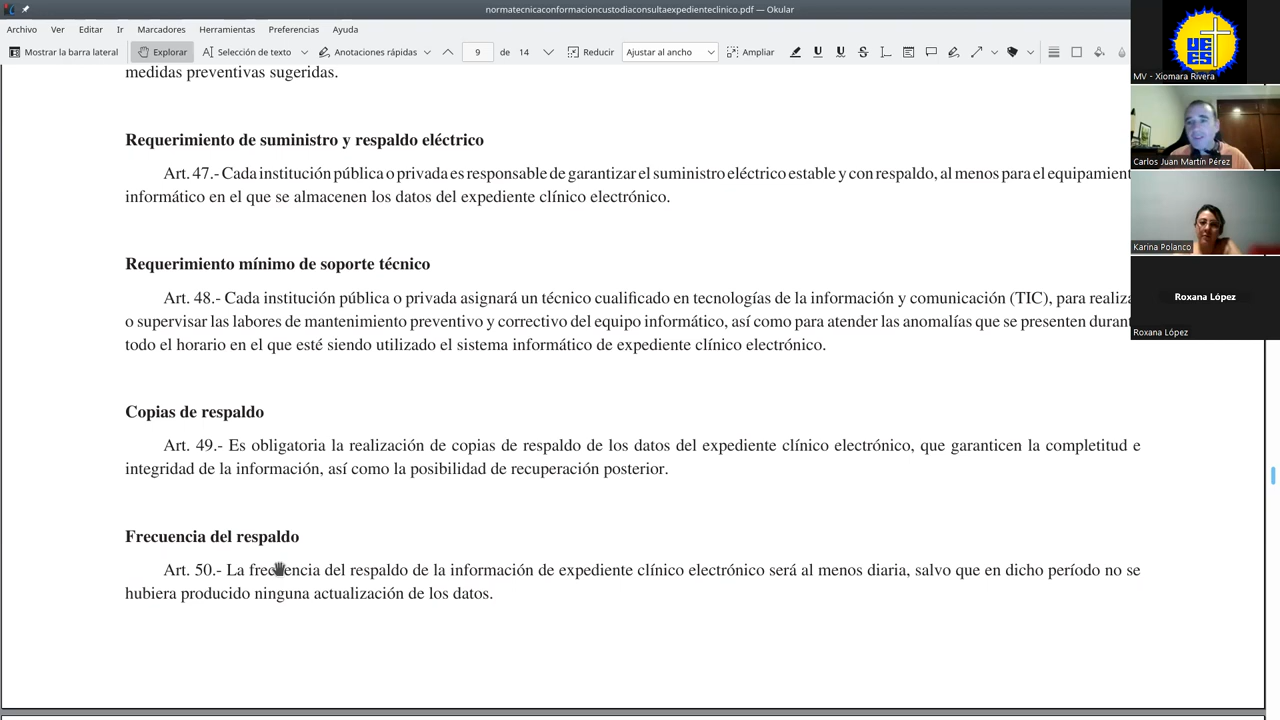 normatecnicaconformacioncustodiaconsultaexpedienteclinico.pdf — Okular
Archivo Ver Editar Ir Marcadores Herramientas Preferencias Ayuda
Mostrar la barra lateral Explorar Selección de texto Anotaciones rápidas 9 de 14 Reducir Ajustar al ancho Ampliar
medidas preventivas sugeridas.
Requerimiento de suministro y respaldo eléctrico
Art. 47.- Cada institución pública o privada es responsable de garantizar el suministro eléctrico estable y con respaldo, al menos para el equipamient
informático en el que se almacenen los datos del expediente clínico electrónico.
Requerimiento mínimo de soporte técnico
Art. 48.- Cada institución pública o privada asignará un técnico cualificado en tecnologías de la información y comunicación (TIC), para realiza
o supervisar las labores de mantenimiento preventivo y correctivo del equipo informático, así como para atender las anomalías que se presenten durant
todo el horario en el que esté siendo utilizado el sistema informático de expediente clínico electrónico.
Copias de respaldo
Art. 49.- Es obligatoria la realización de copias de respaldo de los datos del expediente clínico electrónico, que garanticen la completitud e
integridad de la información, así como la posibilidad de recuperación posterior.
Frecuencia del respaldo
Art. 50.- La frecuencia del respaldo de la información de expediente clínico electrónico será al menos diaria, salvo que en dicho período no se
hubiera producido ninguna actualización de los datos.
UE
ES
MV - Xiomara Rivera
Carlos Juan Martín Pérez
Karina Polanco
Roxana López
Roxana López